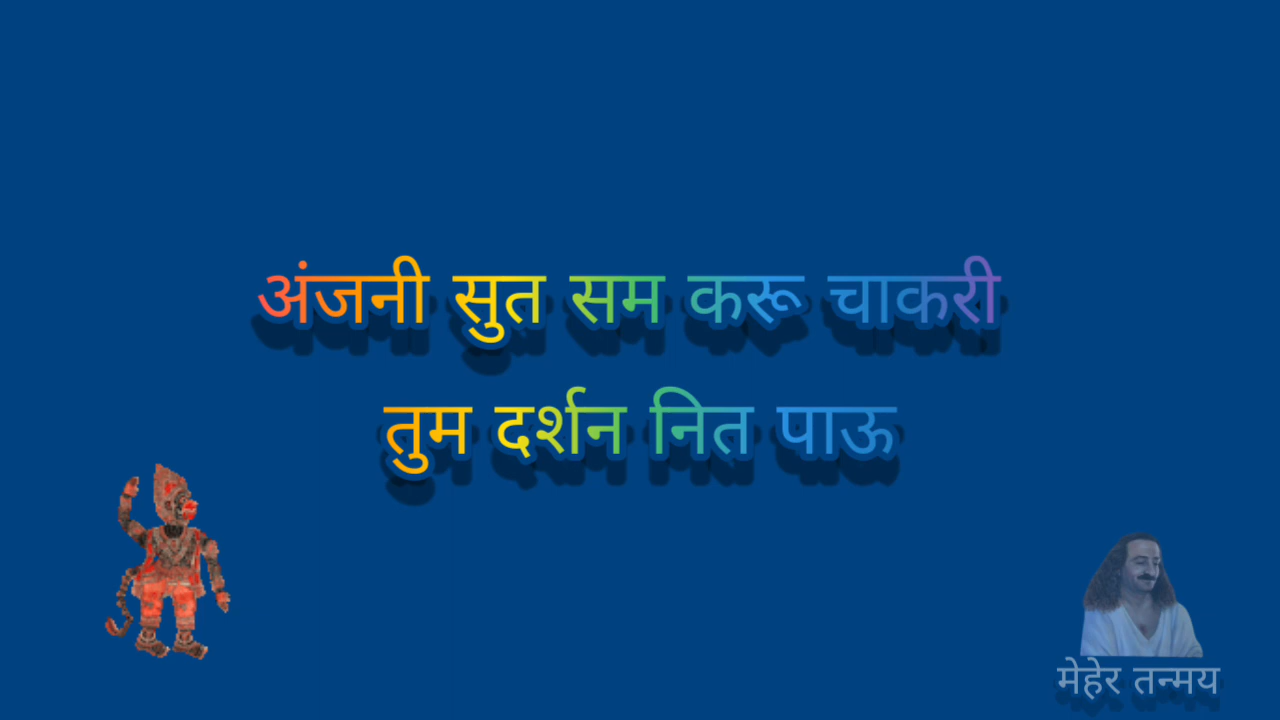 अंजनी सुत सम करू चाकरी
तुम दर्शन नित पाऊ
मेहेर तन्मय